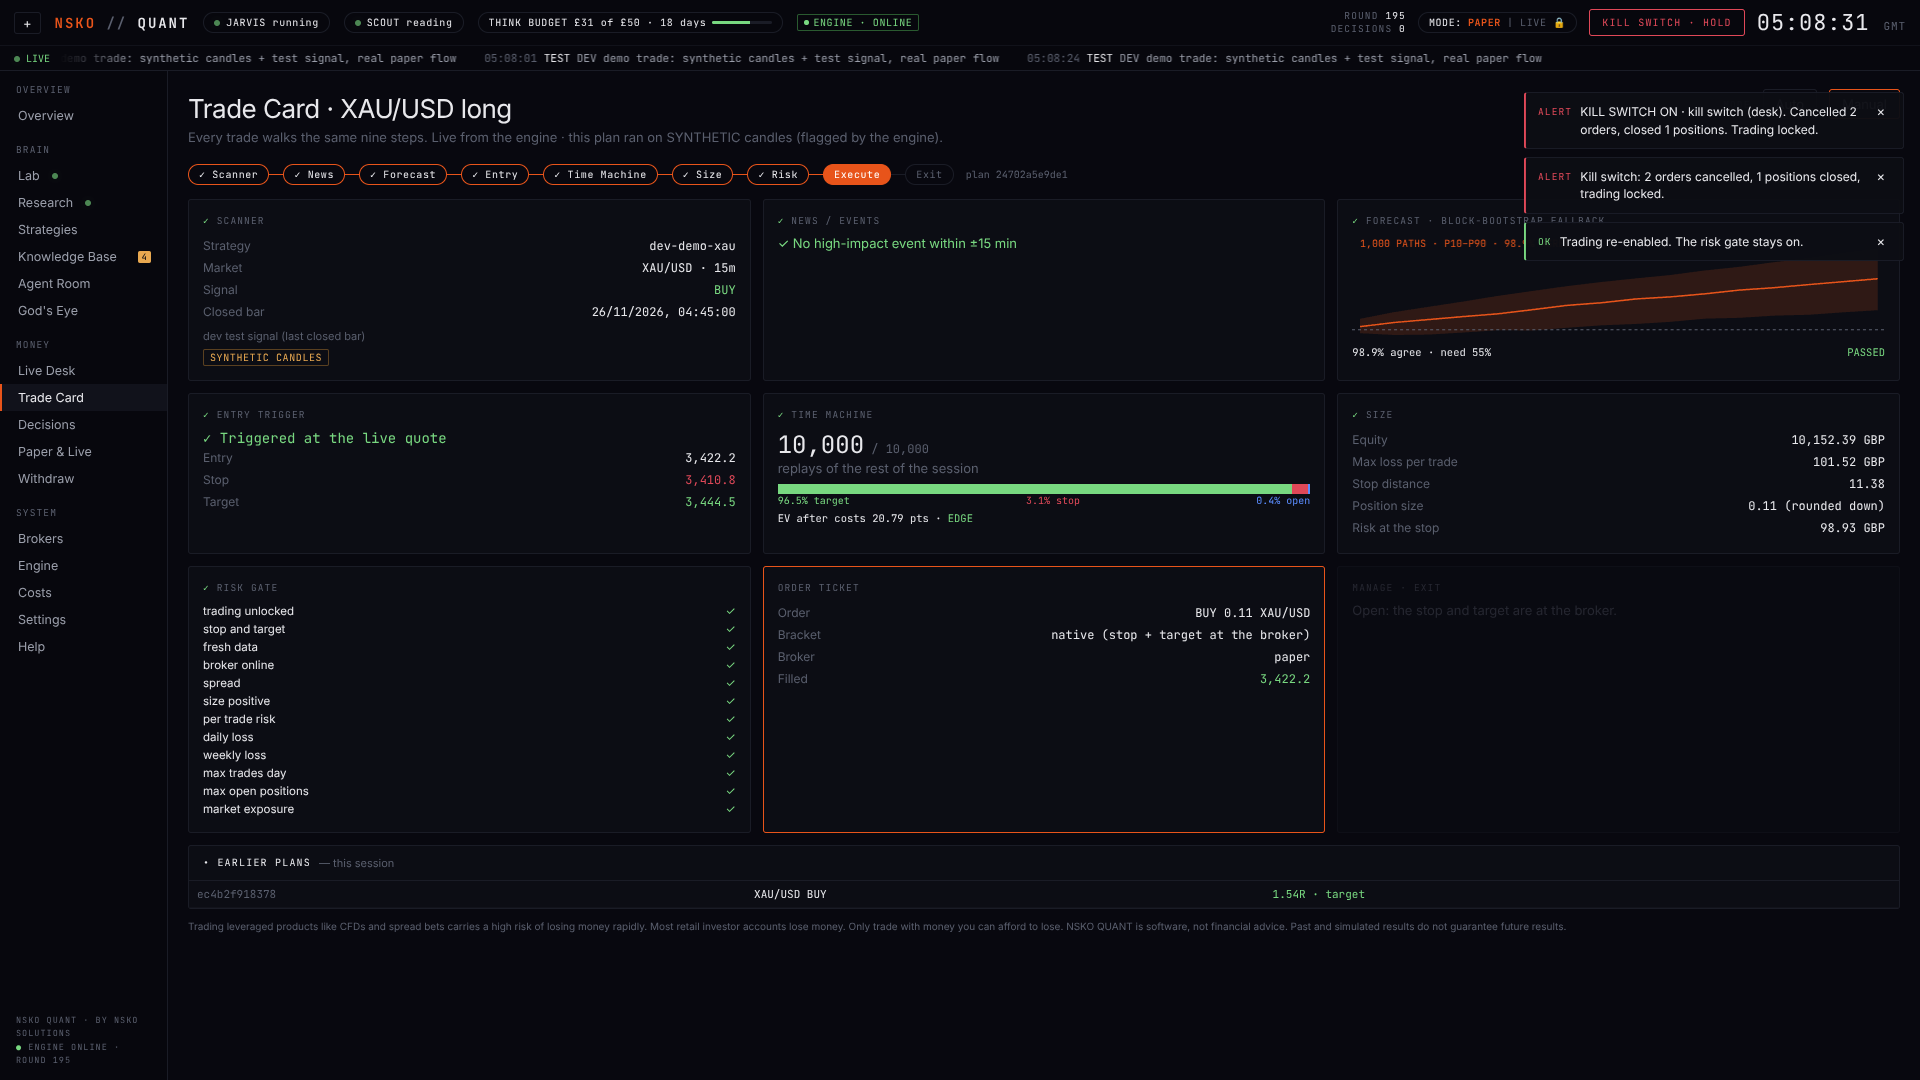 + NSKO // QUANT JARVIS running SCOUT reading THINK BUDGET £31 of £50 · 18 days ENGINE · ONLINE ROUND 195 DECISIONS 0 MODE: PAPER | LIVE KILL SWITCH · HOLD 05:08:31 GMT
LIVE demo trade: synthetic candles + test signal, real paper flow 05:08:01 TEST DEV demo trade: synthetic candles + test signal, real paper flow 05:08:24 TEST DEV demo trade: synthetic candles + test signal, real paper flow
OVERVIEW
Overview
BRAIN
Lab
Research
Strategies
Knowledge Base 4
Agent Room
God's Eye
MONEY
Live Desk
Trade Card
Decisions
Paper & Live
Withdraw
SYSTEM
Brokers
Engine
Costs
Settings
Help
NSKO QUANT · BY NSKO
SOLUTIONS
ENGINE ONLINE ·
ROUND 195
Trade Card · XAU/USD long
Every trade walks the same nine steps. Live from the engine · this plan ran on SYNTHETIC candles (flagged by the engine).
✓ Scanner ✓ News ✓ Forecast ✓ Entry ✓ Time Machine ✓ Size ✓ Risk Execute Exit plan 24702a5e9de1
ALERT KILL SWITCH ON · kill switch (desk). Cancelled 2 ×
orders, closed 1 positions. Trading locked.
ALERT Kill switch: 2 orders cancelled, 1 positions closed, ×
trading locked.
OK Trading re-enabled. The risk gate stays on. ×
✓ SCANNER
Strategy dev-demo-xau
Market XAU/USD · 15m
Signal BUY
Closed bar 26/11/2026, 04:45:00
dev test signal (last closed bar)
SYNTHETIC CANDLES
✓ NEWS / EVENTS
✓ No high-impact event within ±15 min
✓ FORECAST · BLOCK-BOOTSTRAP FALLBACK
1,000 PATHS · P10–P90 · 98.
98.9% agree · need 55% PASSED
✓ ENTRY TRIGGER
✓ Triggered at the live quote
Entry 3,422.2
Stop 3,410.8
Target 3,444.5
✓ TIME MACHINE
10,000 / 10,000
replays of the rest of the session
96.5% target 3.1% stop 0.4% open
EV after costs 20.79 pts · EDGE
✓ SIZE
Equity 10,152.39 GBP
Max loss per trade 101.52 GBP
Stop distance 11.38
Position size 0.11 (rounded down)
Risk at the stop 98.93 GBP
✓ RISK GATE
trading unlocked ✓
stop and target ✓
fresh data ✓
broker online ✓
spread ✓
size positive ✓
per trade risk ✓
daily loss ✓
weekly loss ✓
max trades day ✓
max open positions ✓
market exposure ✓
ORDER TICKET
Order BUY 0.11 XAU/USD
Bracket native (stop + target at the broker)
Broker paper
Filled 3,422.2
MANAGE · EXIT
Open: the stop and target are at the broker.
• EARLIER PLANS — this session
ec4b2f918378 XAU/USD BUY 1.54R · target
Trading leveraged products like CFDs and spread bets carries a high risk of losing money rapidly. Most retail investor accounts lose money. Only trade with money you can afford to lose. NSKO QUANT is software, not financial advice. Past and simulated results do not guarantee future results.